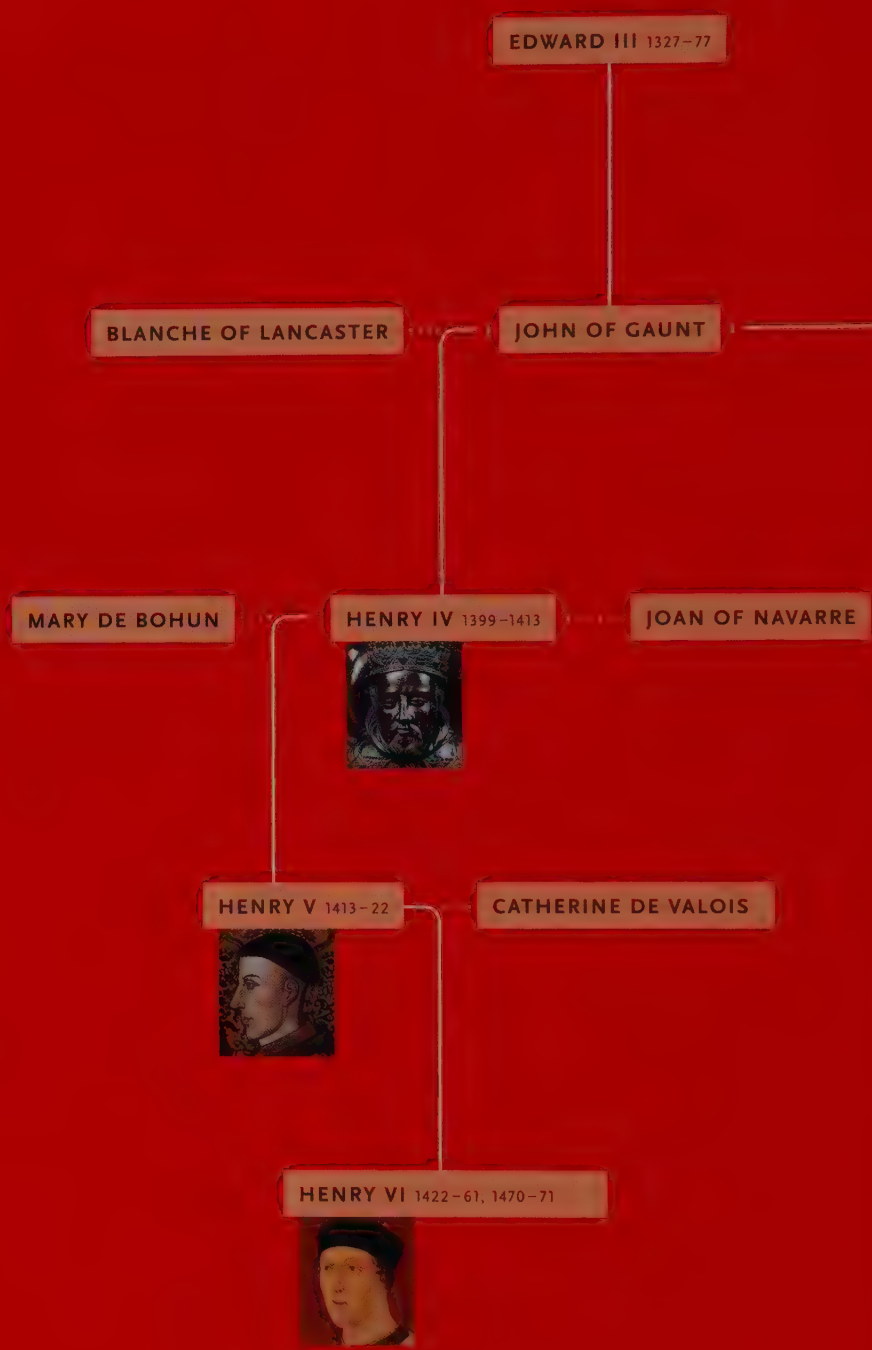 EDWARD III 1327–77
BLANCHE OF LANCASTER
JOHN OF GAUNT
MARY DE BOHUN
HENRY IV 1399–1413
JOAN OF NAVARRE
HENRY V 1413–22
CATHERINE DE VALOIS
HENRY VI 1422–61, 1470–71